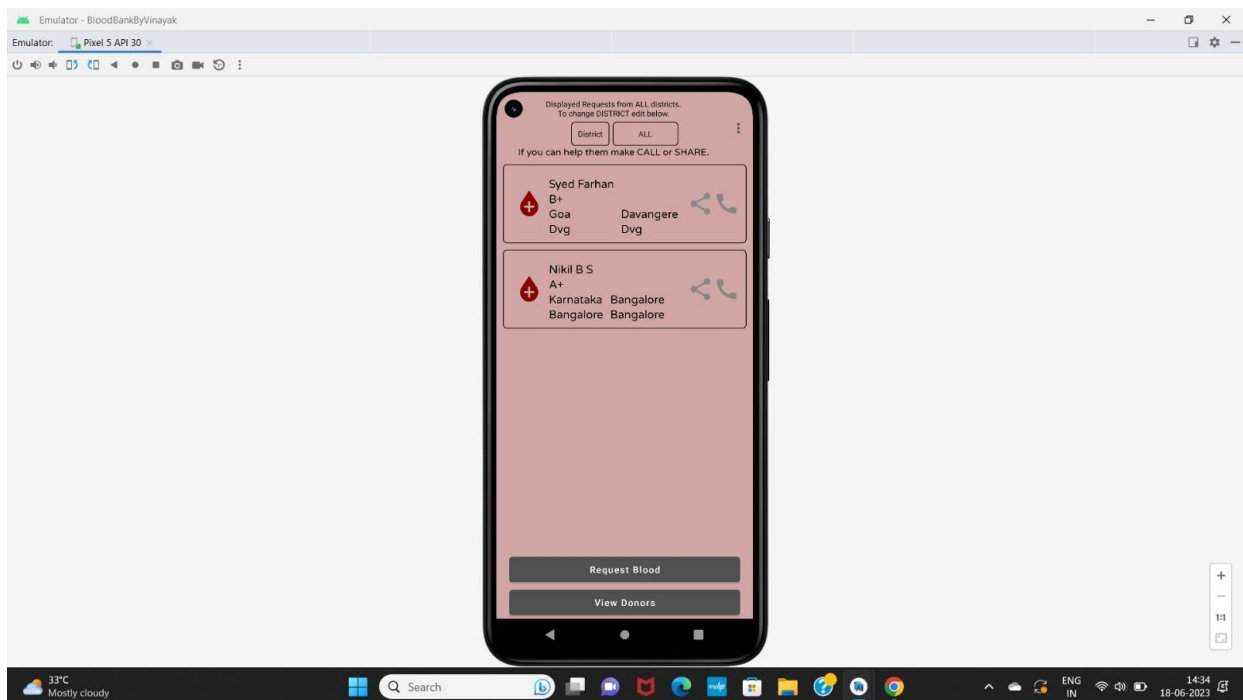 Emulator - BloodBankByVinayak
Emulator: Pixel 5 API 30
Displayed Requests from ALL districts.
To change DISTRICT edit below.
District ALL
If you can help them make CALL or SHARE.
Syed Farhan
B+
Goa Davangere
Dvg Dvg
Nikil B S
A+
Karnataka Bangalore
Bangalore Bangalore
Request Blood
View Donors
1:1
33°C
Mostly cloudy
Search
ENG
IN
14:34
18-06-2023